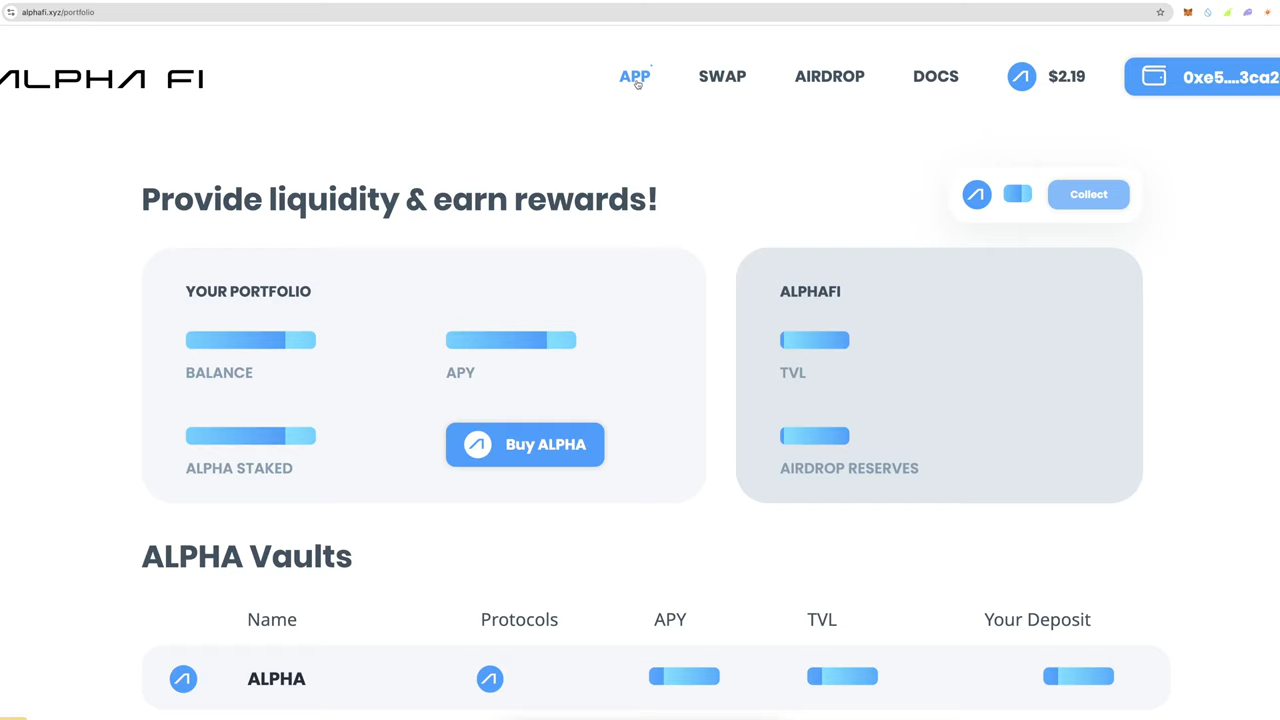 alphafi.xyz/portfolio
ALPHA FI
APP
SWAP
AIRDROP
DOCS
$2.19
0xe5....3ca2
Provide liquidity & earn rewards!
Collect
YOUR PORTFOLIO
BALANCE
APY
ALPHA STAKED
Buy ALPHA
ALPHAFI
TVL
AIRDROP RESERVES
ALPHA Vaults
Name Protocols APY TVL Your Deposit
ALPHA